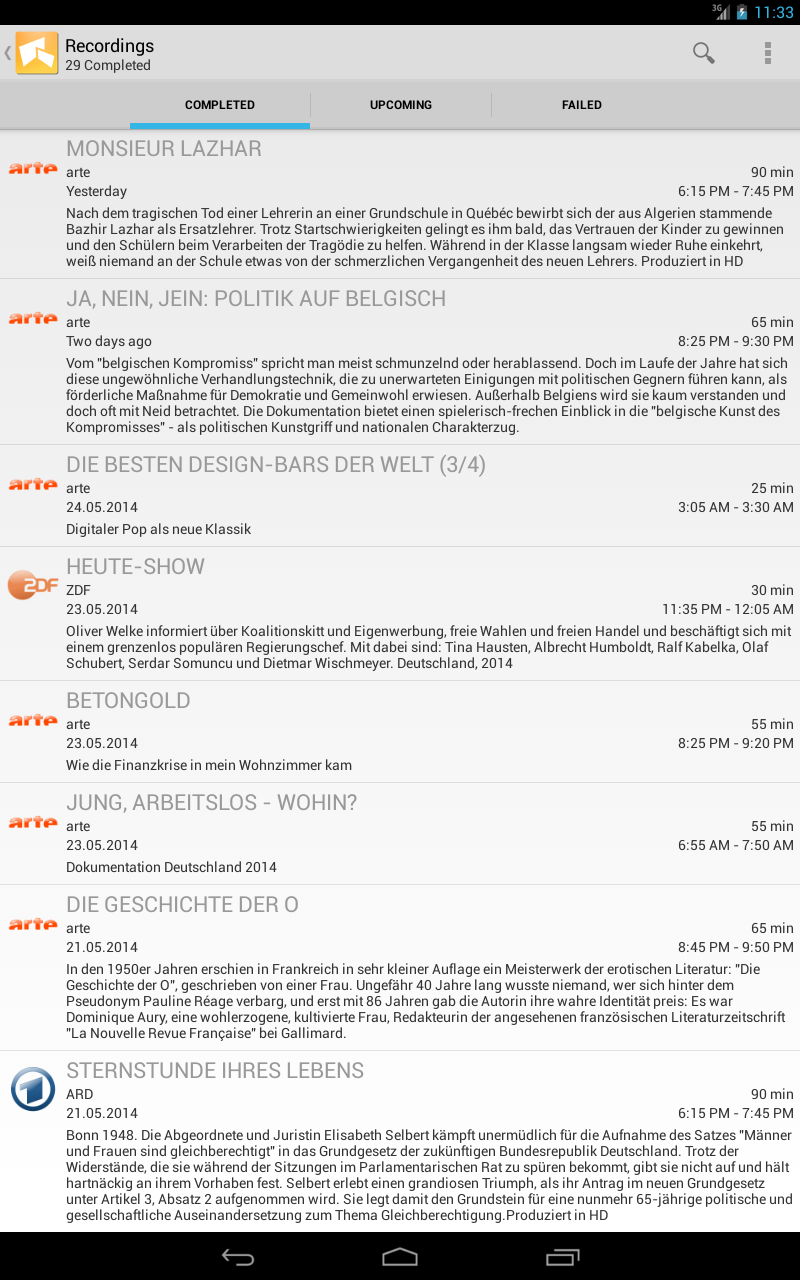 3G 11:33
Recordings
29 Completed
COMPLETED UPCOMING FAILED
MONSIEUR LAZHAR
arte arte 90 min
Yesterday 6:15 PM - 7:45 PM
Nach dem tragischen Tod einer Lehrerin an einer Grundschule in Québéc bewirbt sich der aus Algerien stammende
Bazhir Lazhar als Ersatzlehrer. Trotz Startschwierigkeiten gelingt es ihm bald, das Vertrauen der Kinder zu gewinnen
und den Schülern beim Verarbeiten der Tragödie zu helfen. Während in der Klasse langsam wieder Ruhe einkehrt,
weiß niemand an der Schule etwas von der schmerzlichen Vergangenheit des neuen Lehrers. Produziert in HD
JA, NEIN, JEIN: POLITIK AUF BELGISCH
arte arte 65 min
Two days ago 8:25 PM - 9:30 PM
Vom "belgischen Kompromiss" spricht man meist schmunzelnd oder herablassend. Doch im Laufe der Jahre hat sich
diese ungewöhnliche Verhandlungstechnik, die zu unerwarteten Einigungen mit politischen Gegnern führen kann, als
förderliche Maßnahme für Demokratie und Gemeinwohl erwiesen. Außerhalb Belgiens wird sie kaum verstanden und
doch oft mit Neid betrachtet. Die Dokumentation bietet einen spielerisch-frechen Einblick in die "belgische Kunst des
Kompromisses" - als politischen Kunstgriff und nationalen Charakterzug.
DIE BESTEN DESIGN-BARS DER WELT (3/4)
arte arte 25 min
24.05.2014 3:05 AM - 3:30 AM
Digitaler Pop als neue Klassik
HEUTE-SHOW
ZDF ZDF 30 min
23.05.2014 11:35 PM - 12:05 AM
Oliver Welke informiert über Koalitionskitt und Eigenwerbung, freie Wahlen und freien Handel und beschäftigt sich mit
einem grenzenlos populären Regierungschef. Mit dabei sind: Tina Hausten, Albrecht Humboldt, Ralf Kabelka, Olaf
Schubert, Serdar Somuncu und Dietmar Wischmeyer. Deutschland, 2014
BETONGOLD
arte arte 55 min
23.05.2014 8:25 PM - 9:20 PM
Wie die Finanzkrise in mein Wohnzimmer kam
JUNG, ARBEITSLOS - WOHIN?
arte arte 55 min
23.05.2014 6:55 AM - 7:50 AM
Dokumentation Deutschland 2014
DIE GESCHICHTE DER O
arte arte 65 min
21.05.2014 8:45 PM - 9:50 PM
In den 1950er Jahren erschien in Frankreich in sehr kleiner Auflage ein Meisterwerk der erotischen Literatur: "Die
Geschichte der O", geschrieben von einer Frau. Ungefähr 40 Jahre lang wusste niemand, wer sich hinter dem
Pseudonym Pauline Réage verbarg, und erst mit 86 Jahren gab die Autorin ihre wahre Identität preis: Es war
Dominique Aury, eine wohlerzogene, kultivierte Frau, Redakteurin der angesehenen französischen Literaturzeitschrift
"La Nouvelle Revue Française" bei Gallimard.
STERNSTUNDE IHRES LEBENS
1 ARD 90 min
21.05.2014 6:15 PM - 7:45 PM
Bonn 1948. Die Abgeordnete und Juristin Elisabeth Selbert kämpft unermüdlich für die Aufnahme des Satzes "Männer
und Frauen sind gleichberechtigt" in das Grundgesetz der zukünftigen Bundesrepublik Deutschland. Trotz der
Widerstände, die sie während der Sitzungen im Parlamentarischen Rat zu spüren bekommt, gibt sie nicht auf und hält
hartnäckig an ihrem Vorhaben fest. Selbert erlebt einen grandiosen Triumph, als ihr Antrag im neuen Grundgesetz
unter Artikel 3, Absatz 2 aufgenommen wird. Sie legt damit den Grundstein für eine nunmehr 65-jährige politische und
gesellschaftliche Auseinandersetzung zum Thema Gleichberechtigung.Produziert in HD